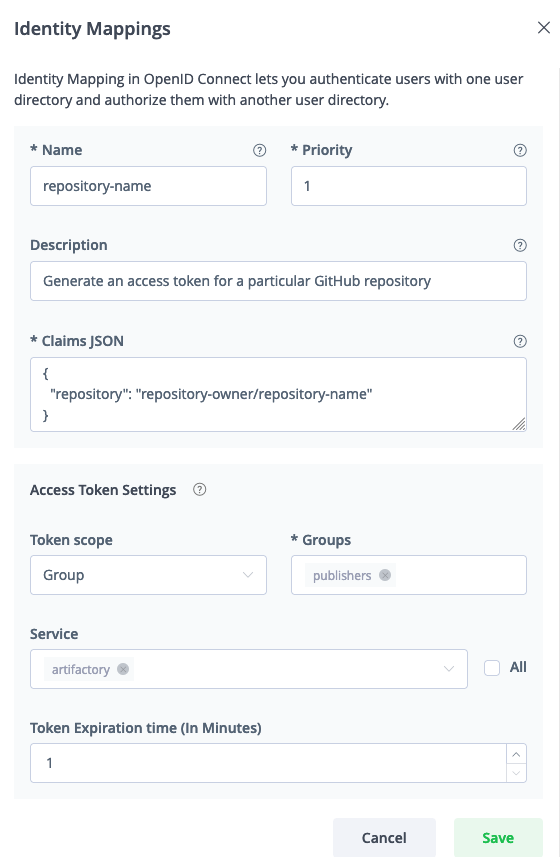 Identity Mappings
Identity Mapping in OpenID Connect lets you authenticate users with one user
directory and authorize them with another user directory.
* Name
* Priority
repository-name
1
Description
Generate an access token for a particular GitHub repository
* Claims JSON
{
"repository": "repository-owner/repository-name"
}
Access Token Settings
Token scope
* Groups
Group
publishers
Service
artifactory
All
Token Expiration time (In Minutes)
1
Cancel
Save